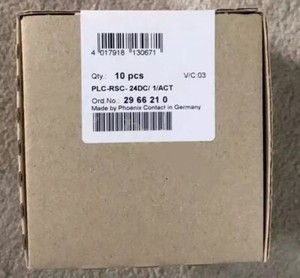 4 017918 130671
Qty.: 10 pcs V/C 03
PLC-RSC- 24DC/ 1/ACT
Ord.No.: 29 66 21 0
Made by Phoenix Contact in Germany